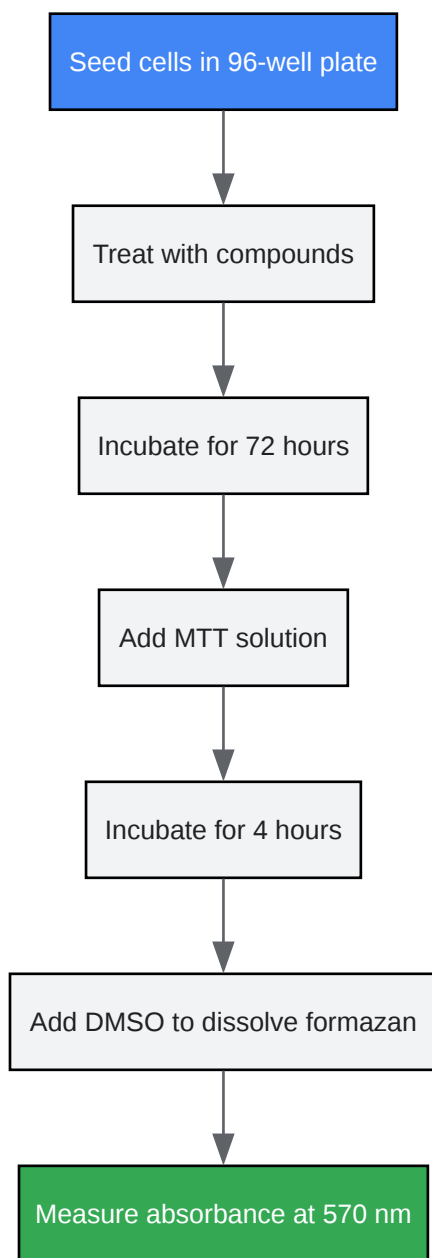 Seed cells in 96-well plate
Treat with compounds
Incubate for 72 hours
Add MTT solution
Incubate for 4 hours
Add DMSO to dissolve formazan
Measure absorbance at 570 nm